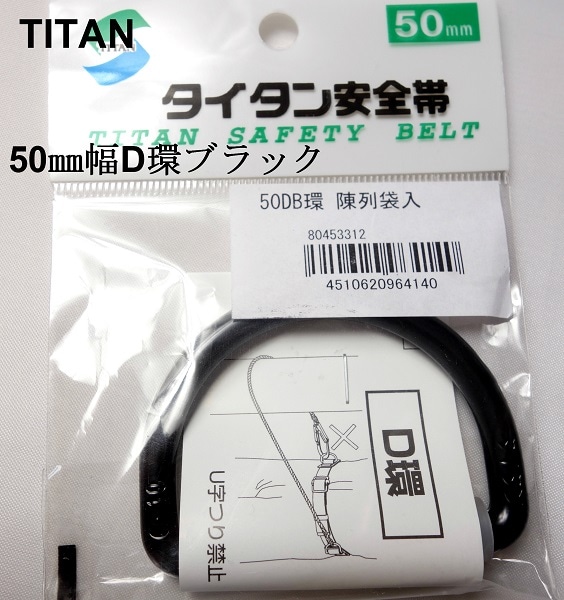 TITAN
TITAN
50mm
タイタン安全帯
TITAN SAFETY BELT
50㎜幅D環ブラック
50DB環 陳列袋入
80453312
4510620964140
D環
U字つり禁止